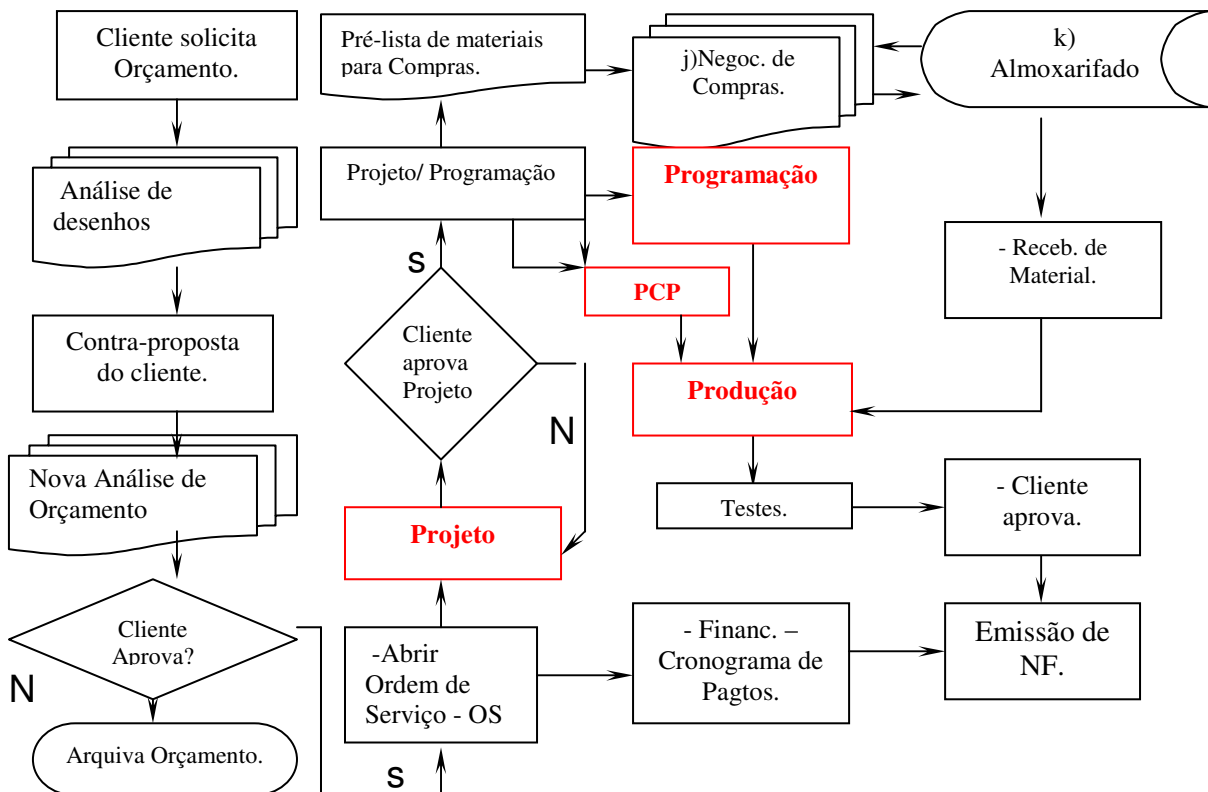 Cliente solicita
Orçamento.
Análise de
desenhos
Contra-proposta
do cliente.
Nova Análise de
Orçamento
Cliente
Aprova?
N
Arquiva Orçamento.
Pré-lista de materiais
para Compras.
Projeto/ Programação
s
Cliente
aprova
Projeto
N
Projeto
-Abrir
Ordem de
Serviço - OS
s
j)Negoc. de
Compras.
Programação
PCP
Produção
Testes.
- Financ. –
Cronograma de
Pagtos.
k)
Almoxarifado
- Receb. de
Material.
- Cliente
aprova.
Emissão de
NF.